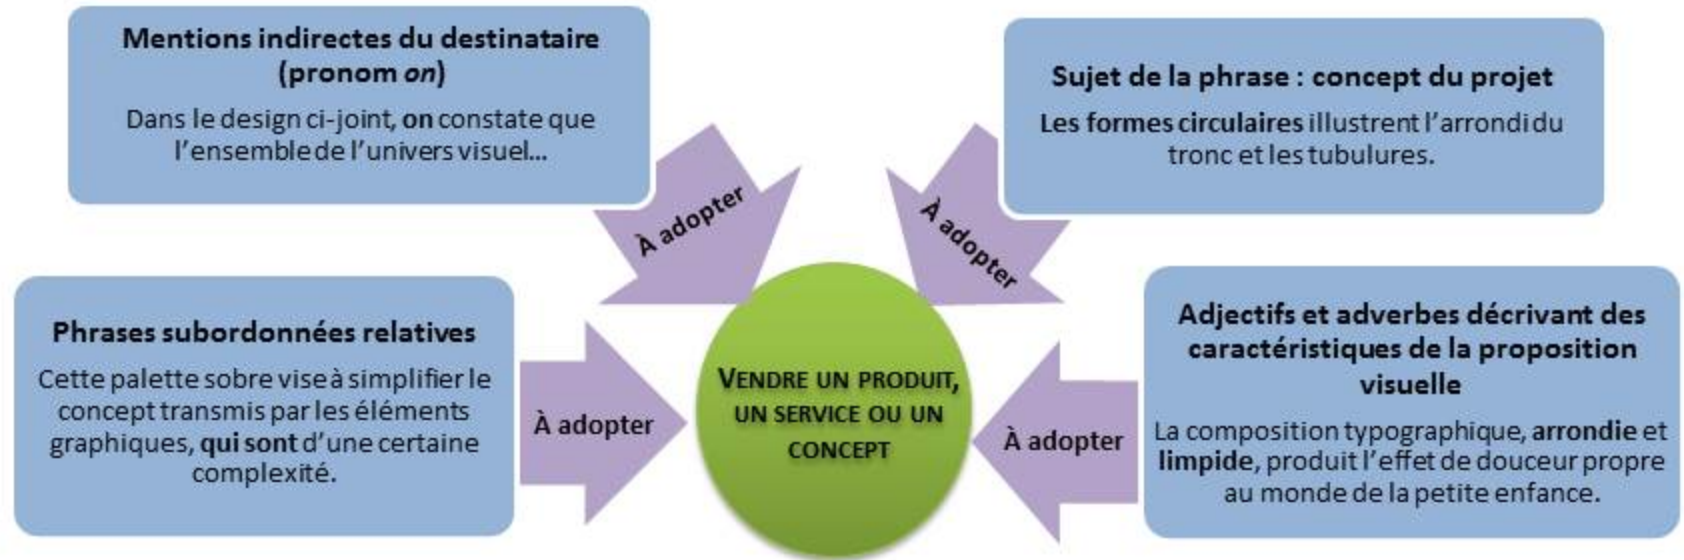 Mentions indirectes du destinataire
(pronom on)
Dans le design ci-joint, on constate que
l'ensemble de l'univers visuel...
À adopter
Sujet de la phrase : concept du projet
Les formes circulaires illustrent l'arrondi du
tronc et les tubulures.
À adopter
Phrases subordonnées relatives
Cette palette sobre vise à simplifier le
concept transmis par les éléments
graphiques, qui sont d'une certaine
complexité.
À adopter
VENDRE UN PRODUIT,
UN SERVICE OU UN
CONCEPT
À adopter
Adjectifs et adverbes décrivant des
caractéristiques de la proposition
visuelle
La composition typographique, arrondie et
limpide, produit l'effet de douceur propre
au monde de la petite enfance.